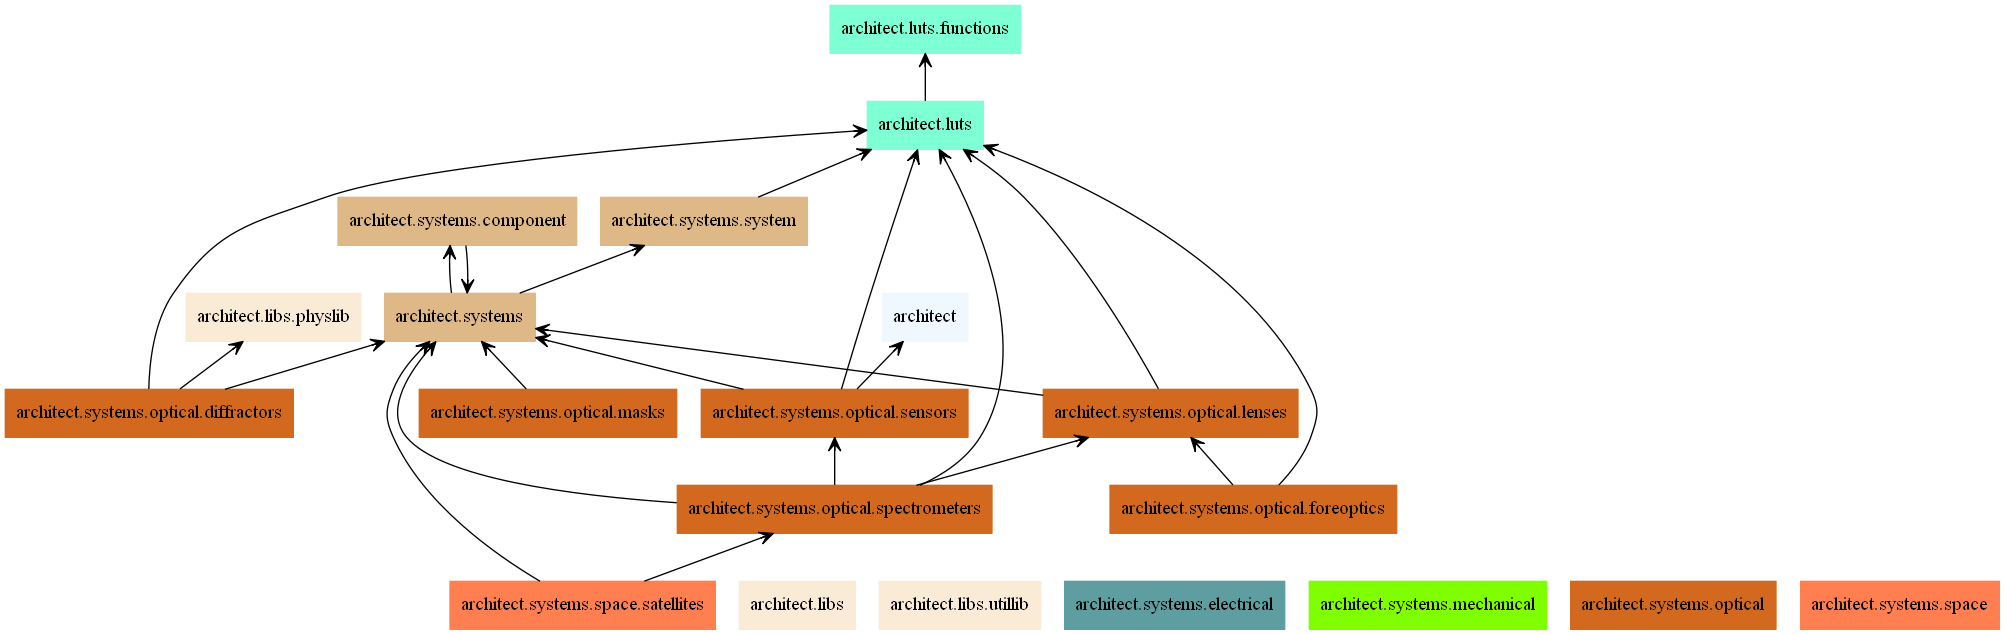 architect.luts.functions
architect.luts
architect.systems.component
architect.systems.system
architect.libs.physlib
architect.systems
architect
architect.systems.optical.diffractors
architect.systems.optical.masks
architect.systems.optical.sensors
architect.systems.optical.lenses
architect.systems.optical.spectrometers
architect.systems.optical.foreoptics
architect.systems.space.satellites
architect.libs
architect.libs.utillib
architect.systems.electrical
architect.systems.mechanical
architect.systems.optical
architect.systems.space